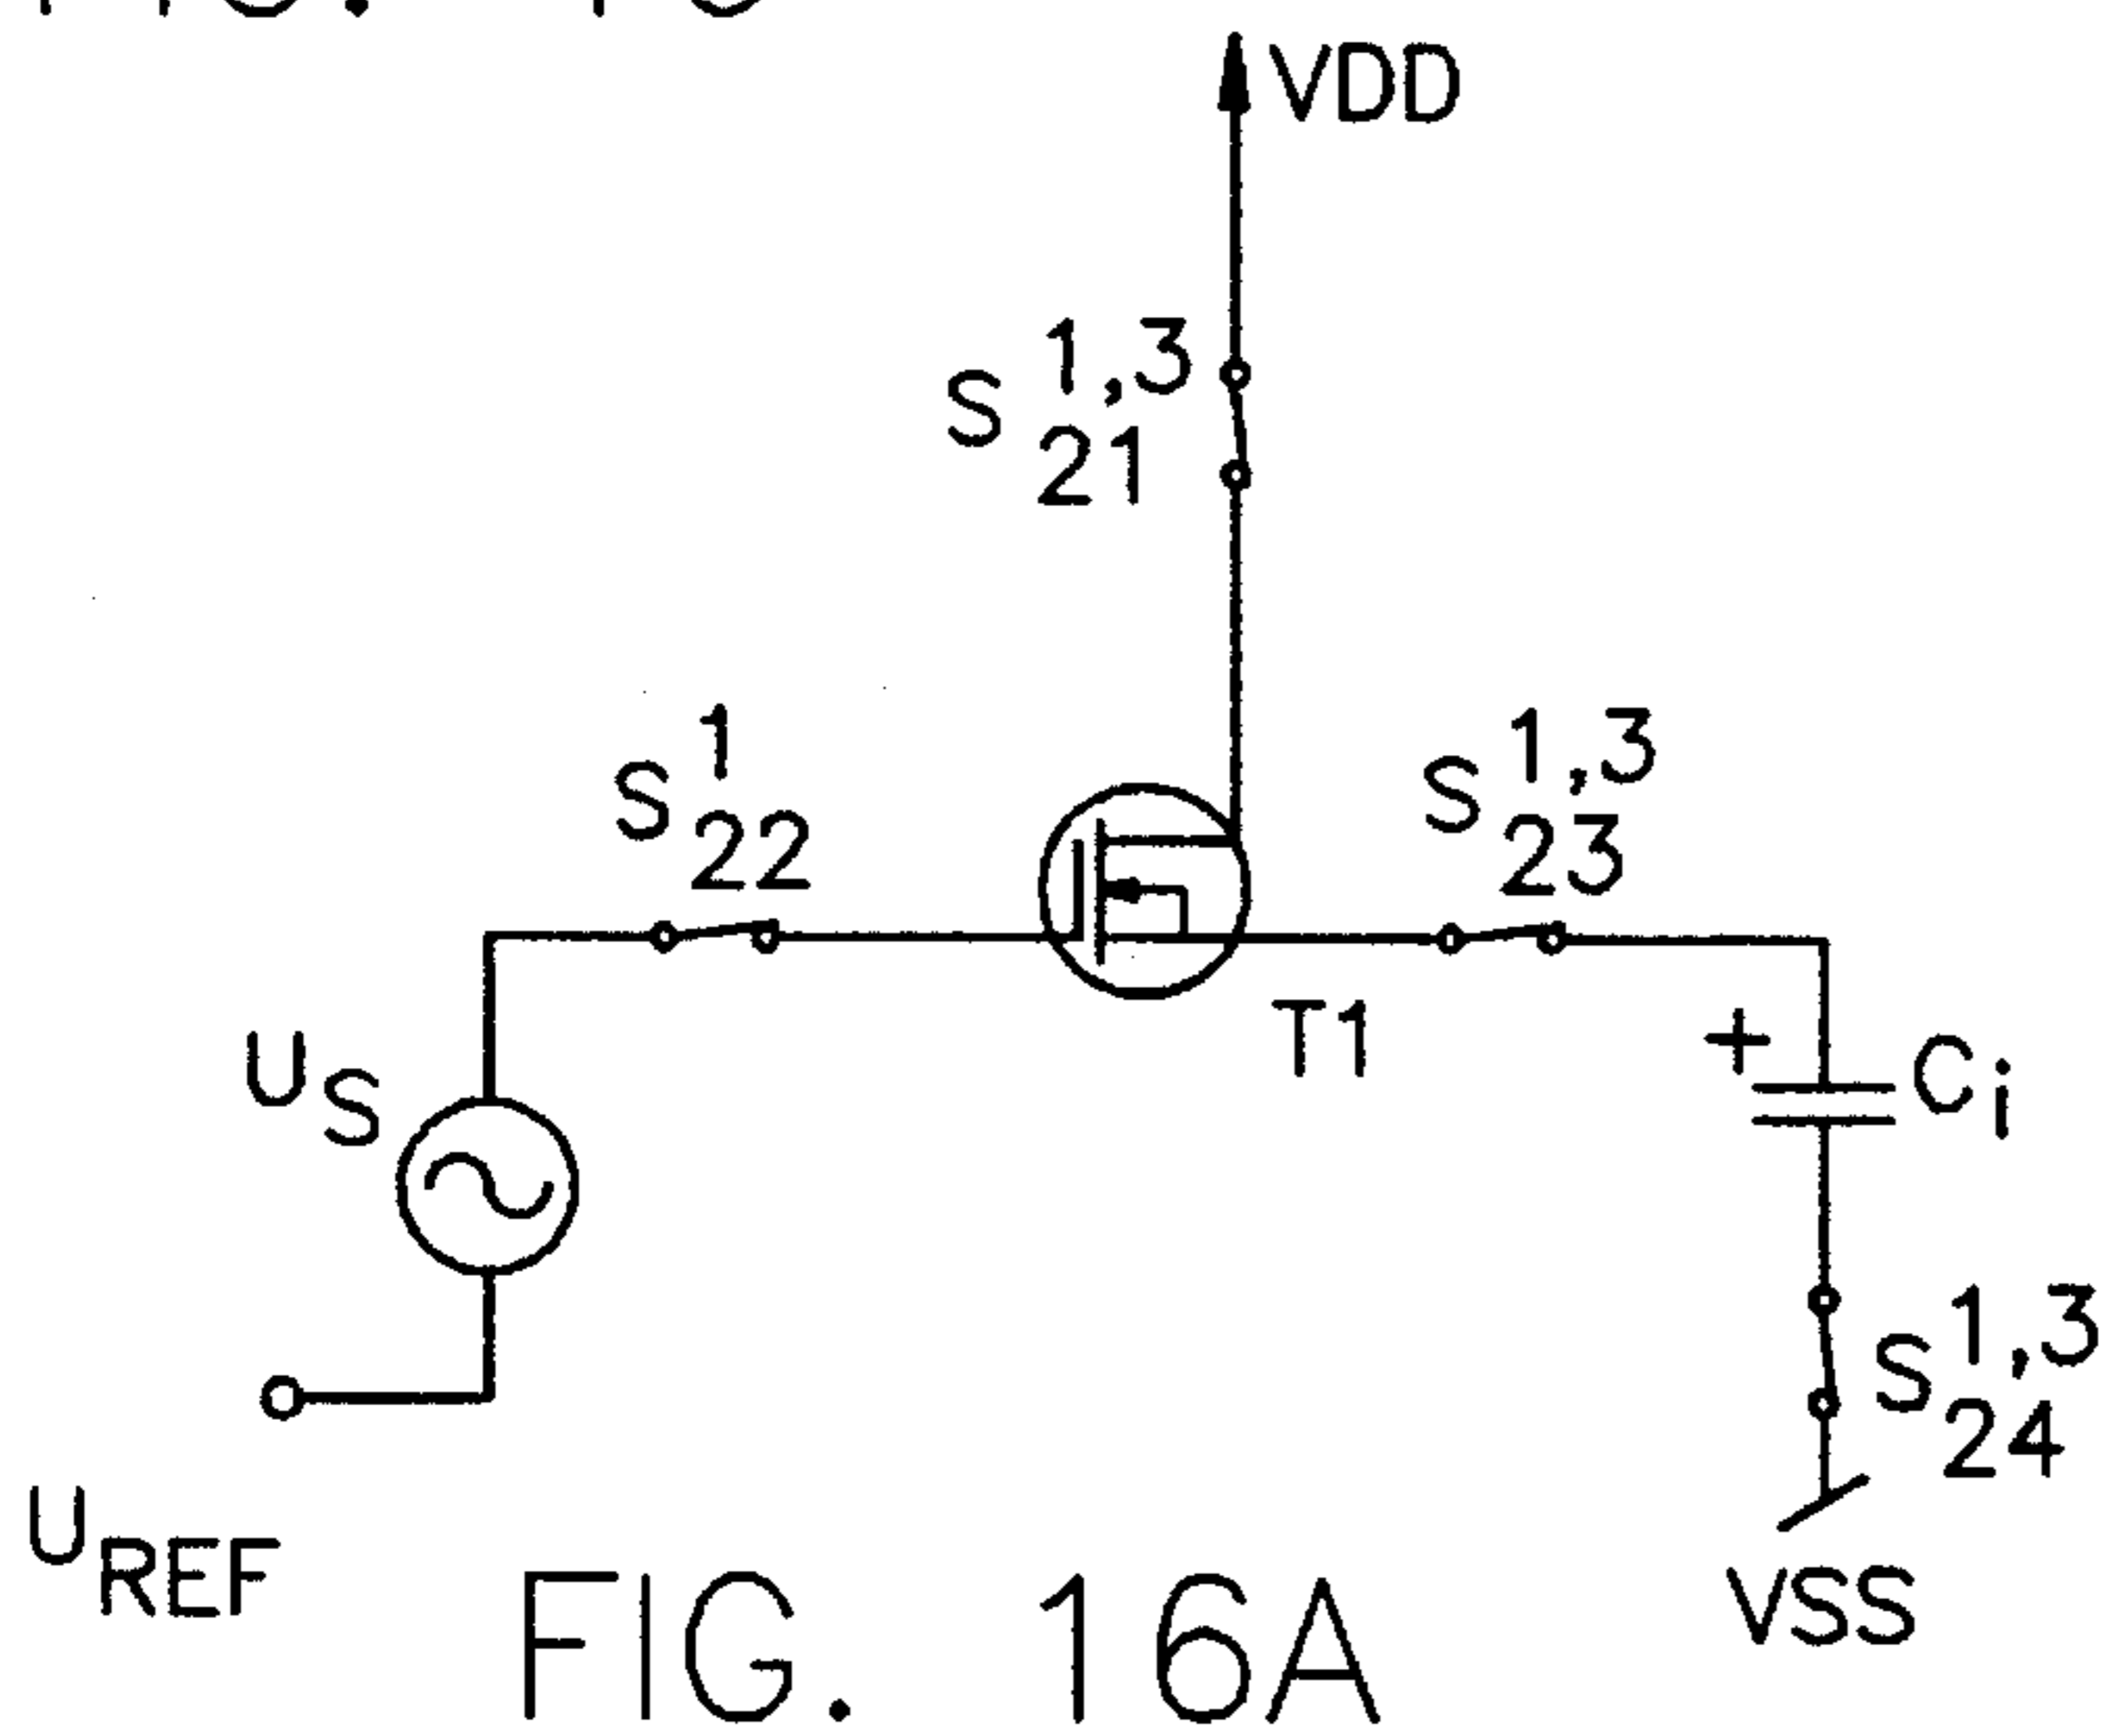 VDD
S 1,3 21
S 1 22
S 1,3 23
T1
+
Ci
US
S 1,3 24
UREF
VSS
FIG. 16A